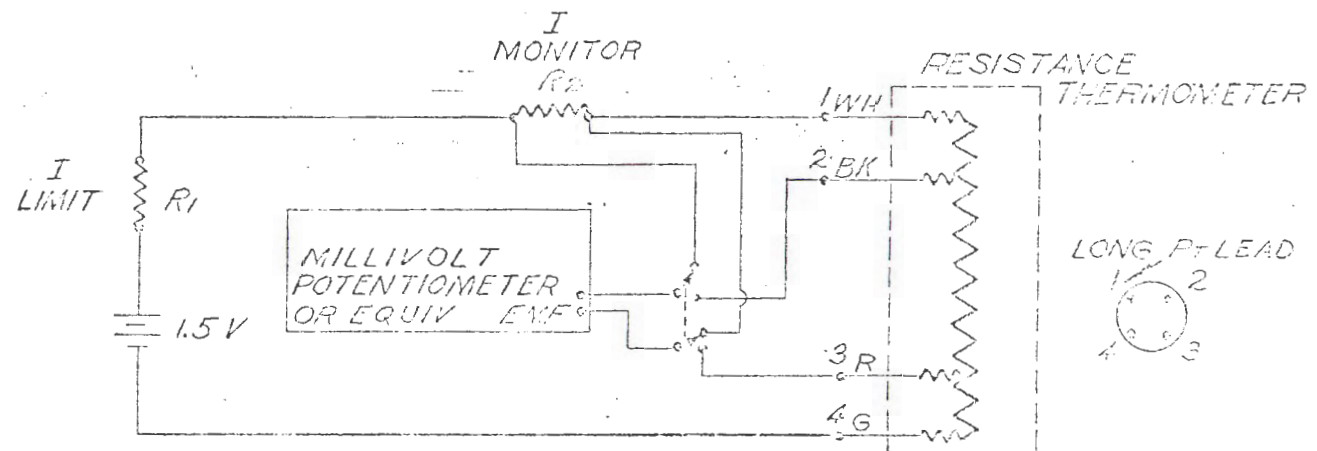 I
MONITOR
R2
RESISTANCE
THERMOMETER
1 WH
2 BK
I
LIMIT
R1
MILLIVOLT
POTENTIOMETER
OR EQUIV EMF
1.5 V
LONG PT LEAD
1 2
4 3
3 R
4 G